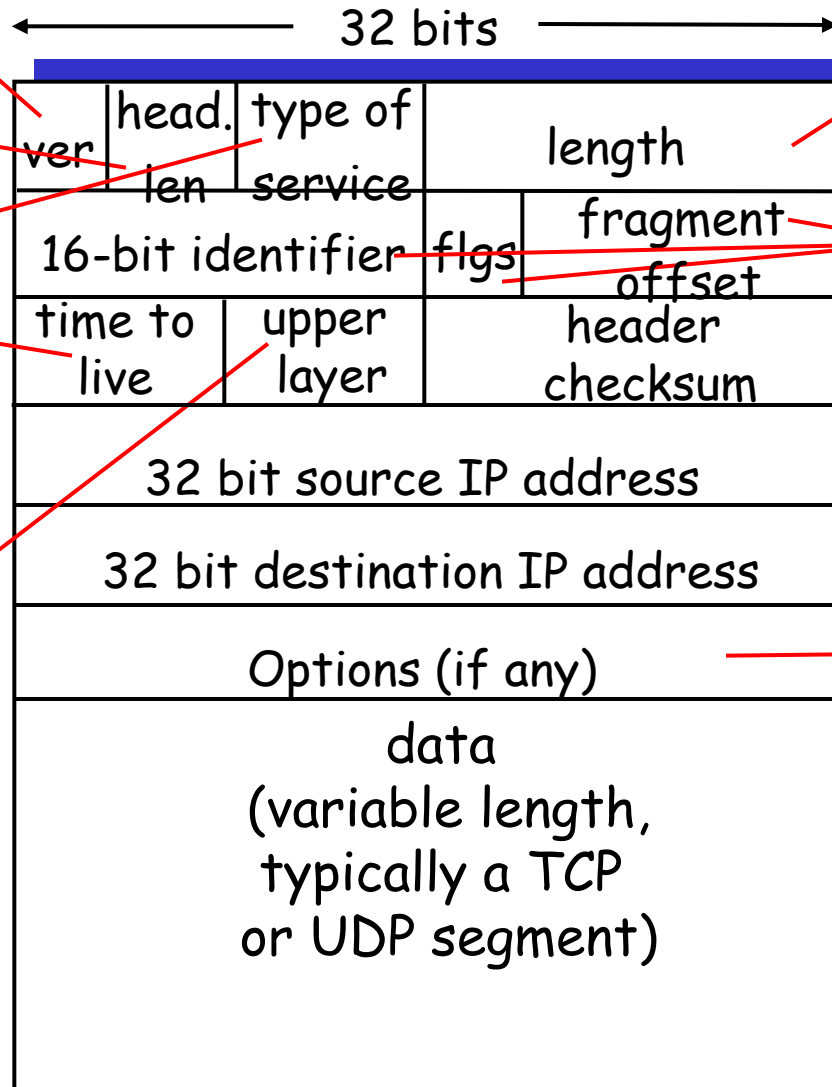 32 bits
ver
head.
len
type of
service
length
16-bit identifier
flgs
fragment
offset
time to
live
upper
layer
header
checksum
32 bit source IP address
32 bit destination IP address
Options (if any)
data
(variable length,
typically a TCP
or UDP segment)